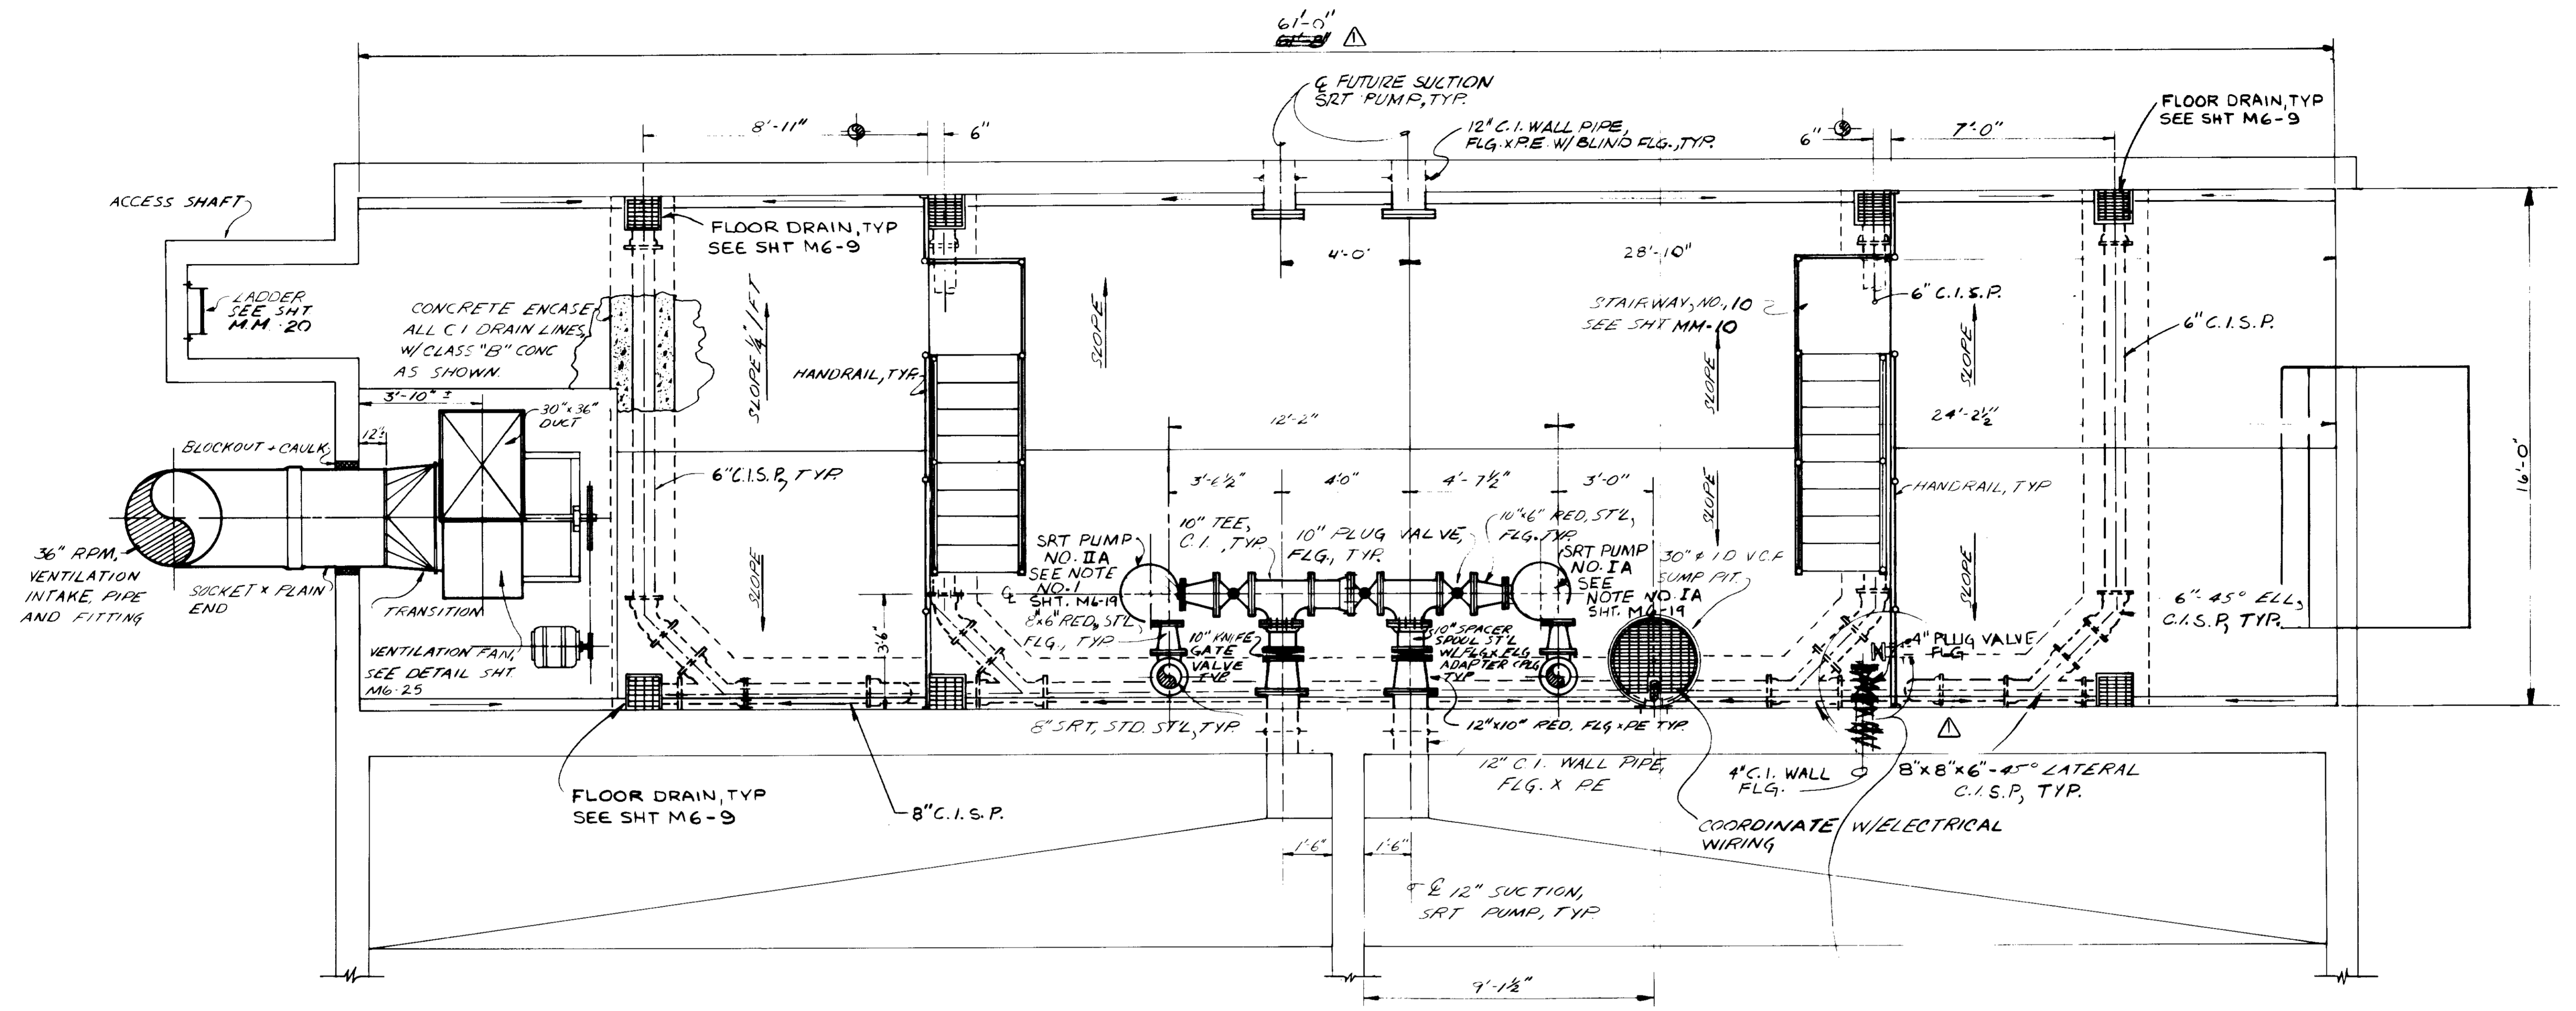 61'-0"
1
℄ FUTURE SUCTION
SRT PUMP, TYP.
12" C.I. WALL PIPE,
FLG. x P.E. W/ BLIND FLG., TYP.
FLOOR DRAIN, TYP
SEE SHT M6-9
8'-11"
6"
6"
7'-0"
ACCESS SHAFT
FLOOR DRAIN, TYP
SEE SHT M6-9
4'-0"
28'-10"
LADDER
SEE SHT.
M.M. 20
CONCRETE ENCASE
ALL C I DRAIN LINES,
W/CLASS "B" CONC
AS SHOWN.
SLOPE 1/4"/FT
SLOPE
STAIRWAY, NO., 10
SEE SHT MM-10
6" C.I.S.P.
6" C.I.S.P.
SLOPE
SLOPE
HANDRAIL, TYP.
3'-10" ±
30" x 36"
DUCT
12"±
BLOCKOUT + CAULK
12'-2"
24'-2½"
16'-0"
6" C.I.S.P., TYP.
3'-6½"
4'0"
4'-7½"
3'-0"
SLOPE
HANDRAIL, TYP
36" RPM,
VENTILATION
INTAKE, PIPE
AND FITTING
SOCKET x PLAIN
END
TRANSITION
SLOPE
SLOPE
℄
SRT PUMP
NO. IIA
SEE NOTE
NO. 1
SHT. M6-19
8"x6" RED, ST'L,
FLG., TYP
10" TEE,
C.I., TYP.
10" PLUG VALVE,
FLG., TYP.
10"x6" RED, ST'L,
FLG. TYP.
SRT PUMP
NO. IA
SEE
NOTE NO. IA
SHT. M6-19
30" ø I.D V.C.P.
SUMP PIT.
3'6"
10" KNIFE
GATE
VALVE
TYP
10" SPACER
SPOOL ST'L
W/FLG x FLG
ADAPTER CPLG
TYP
4" PLUG VALVE
FLG
6"-45° ELL,
C.I.S.P., TYP.
VENTILATION FAN,
SEE DETAIL SHT.
M6-25
8" SRT, STD. ST'L, TYP.
12"x10" RED. FLG x PE TYP.
1
12" C.I. WALL PIPE,
FLG. X PE
4" C.I. WALL
FLG.
8"x8"x6"-45° LATERAL
C.I.S.P., TYP.
FLOOR DRAIN, TYP
SEE SHT M6-9
8" C.I.S.P.
COORDINATE W/ELECTRICAL
WIRING
1'-6"
1'-6"
℄ 12" SUCTION,
SRT PUMP, TYP.
9'-1½"